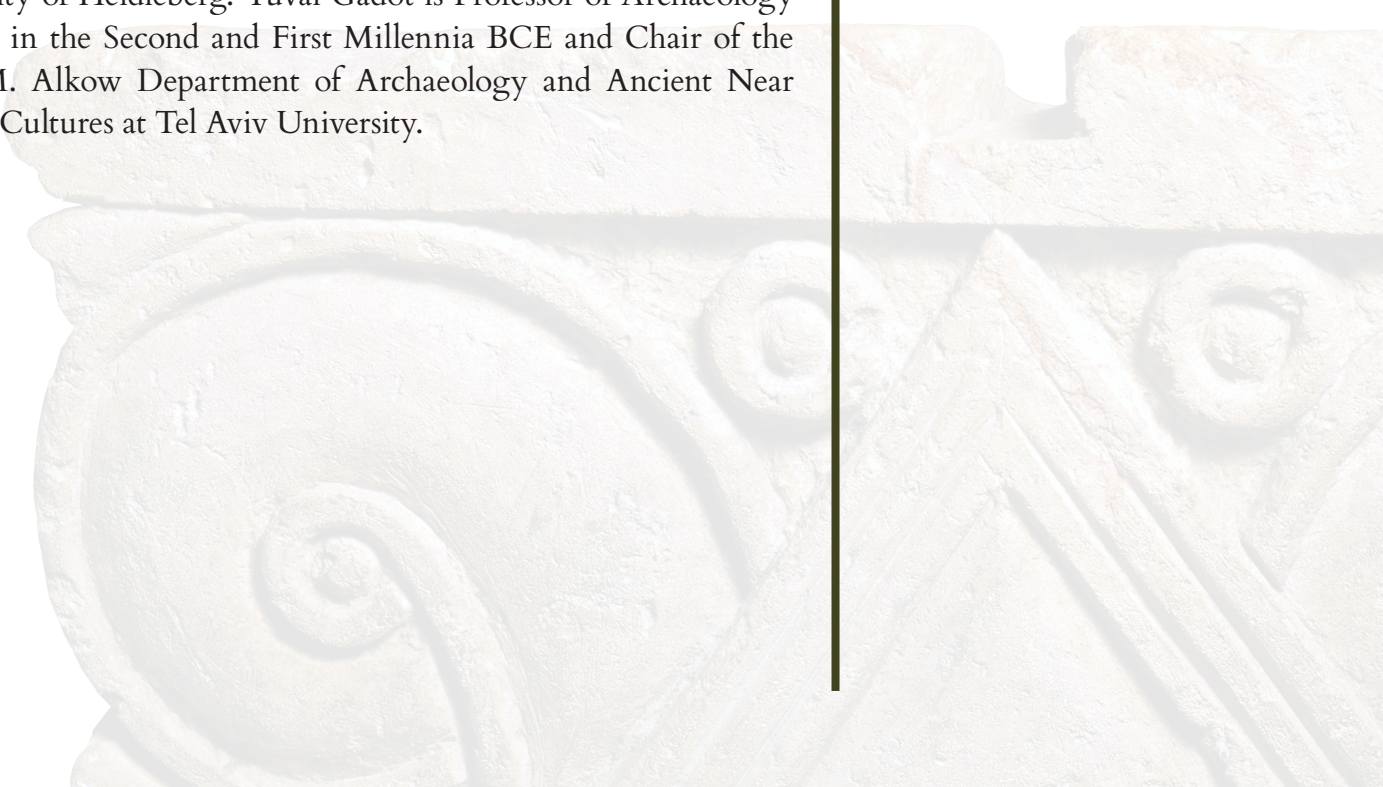 ity of Heidleberg. Yuval Gadot is Professor of Archaeology
in the Second and First Millennia BCE and Chair of the
M. Alkow Department of Archaeology and Ancient Near
Cultures at Tel Aviv University.